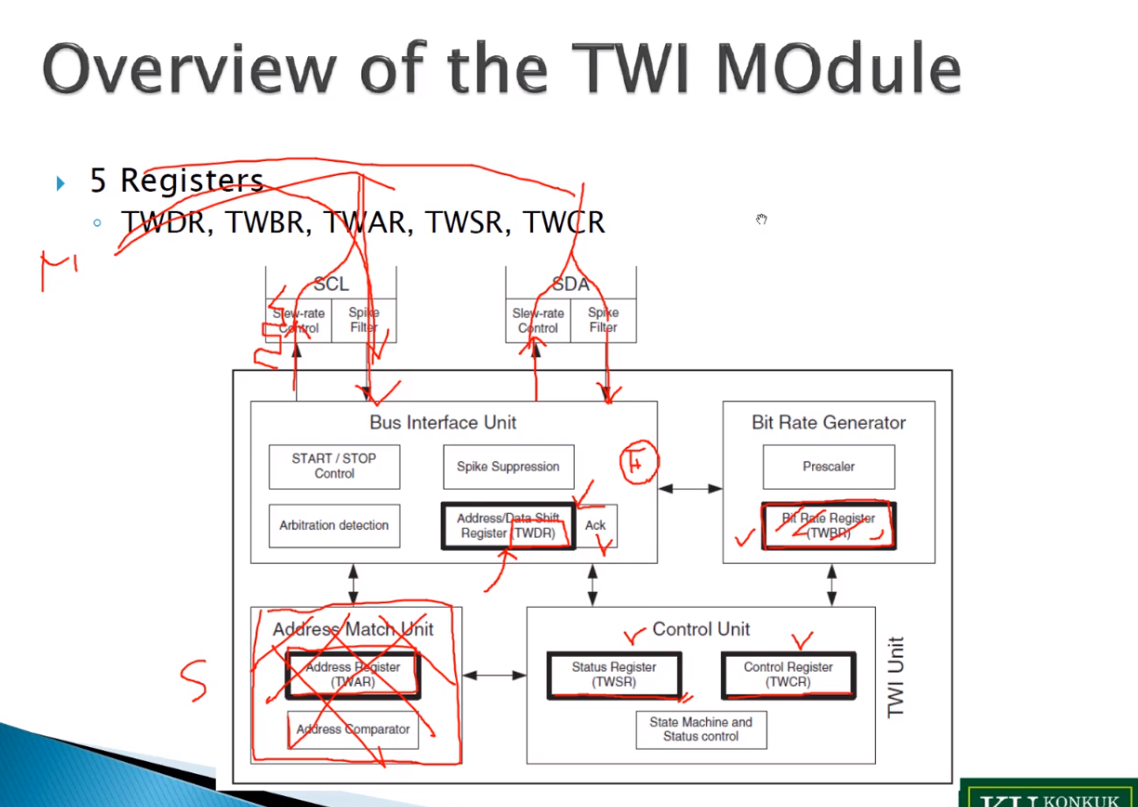 Overview of the TWI MOdule
5 Registers
TWDR, TWBR, TWAR, TWSR, TWCR
M
SCL
SDA
Slew-rate
Control
Spike
Filter
Slew-rate
Control
Spike
Filter
Bus Interface Unit
START / STOP
Control
Spike Suppression
Arbitration detection
Address/Data Shift
Register (TWDR)
Ack
Bit Rate Generator
Prescaler
Bit Rate Register
(TWBR)
S
Address Match Unit
Address Register
(TWAR)
Address Comparator
Control Unit
Status Register
(TWSR)
Control Register
(TWCR)
State Machine and
Status control
TWI Unit
KU KONKUK